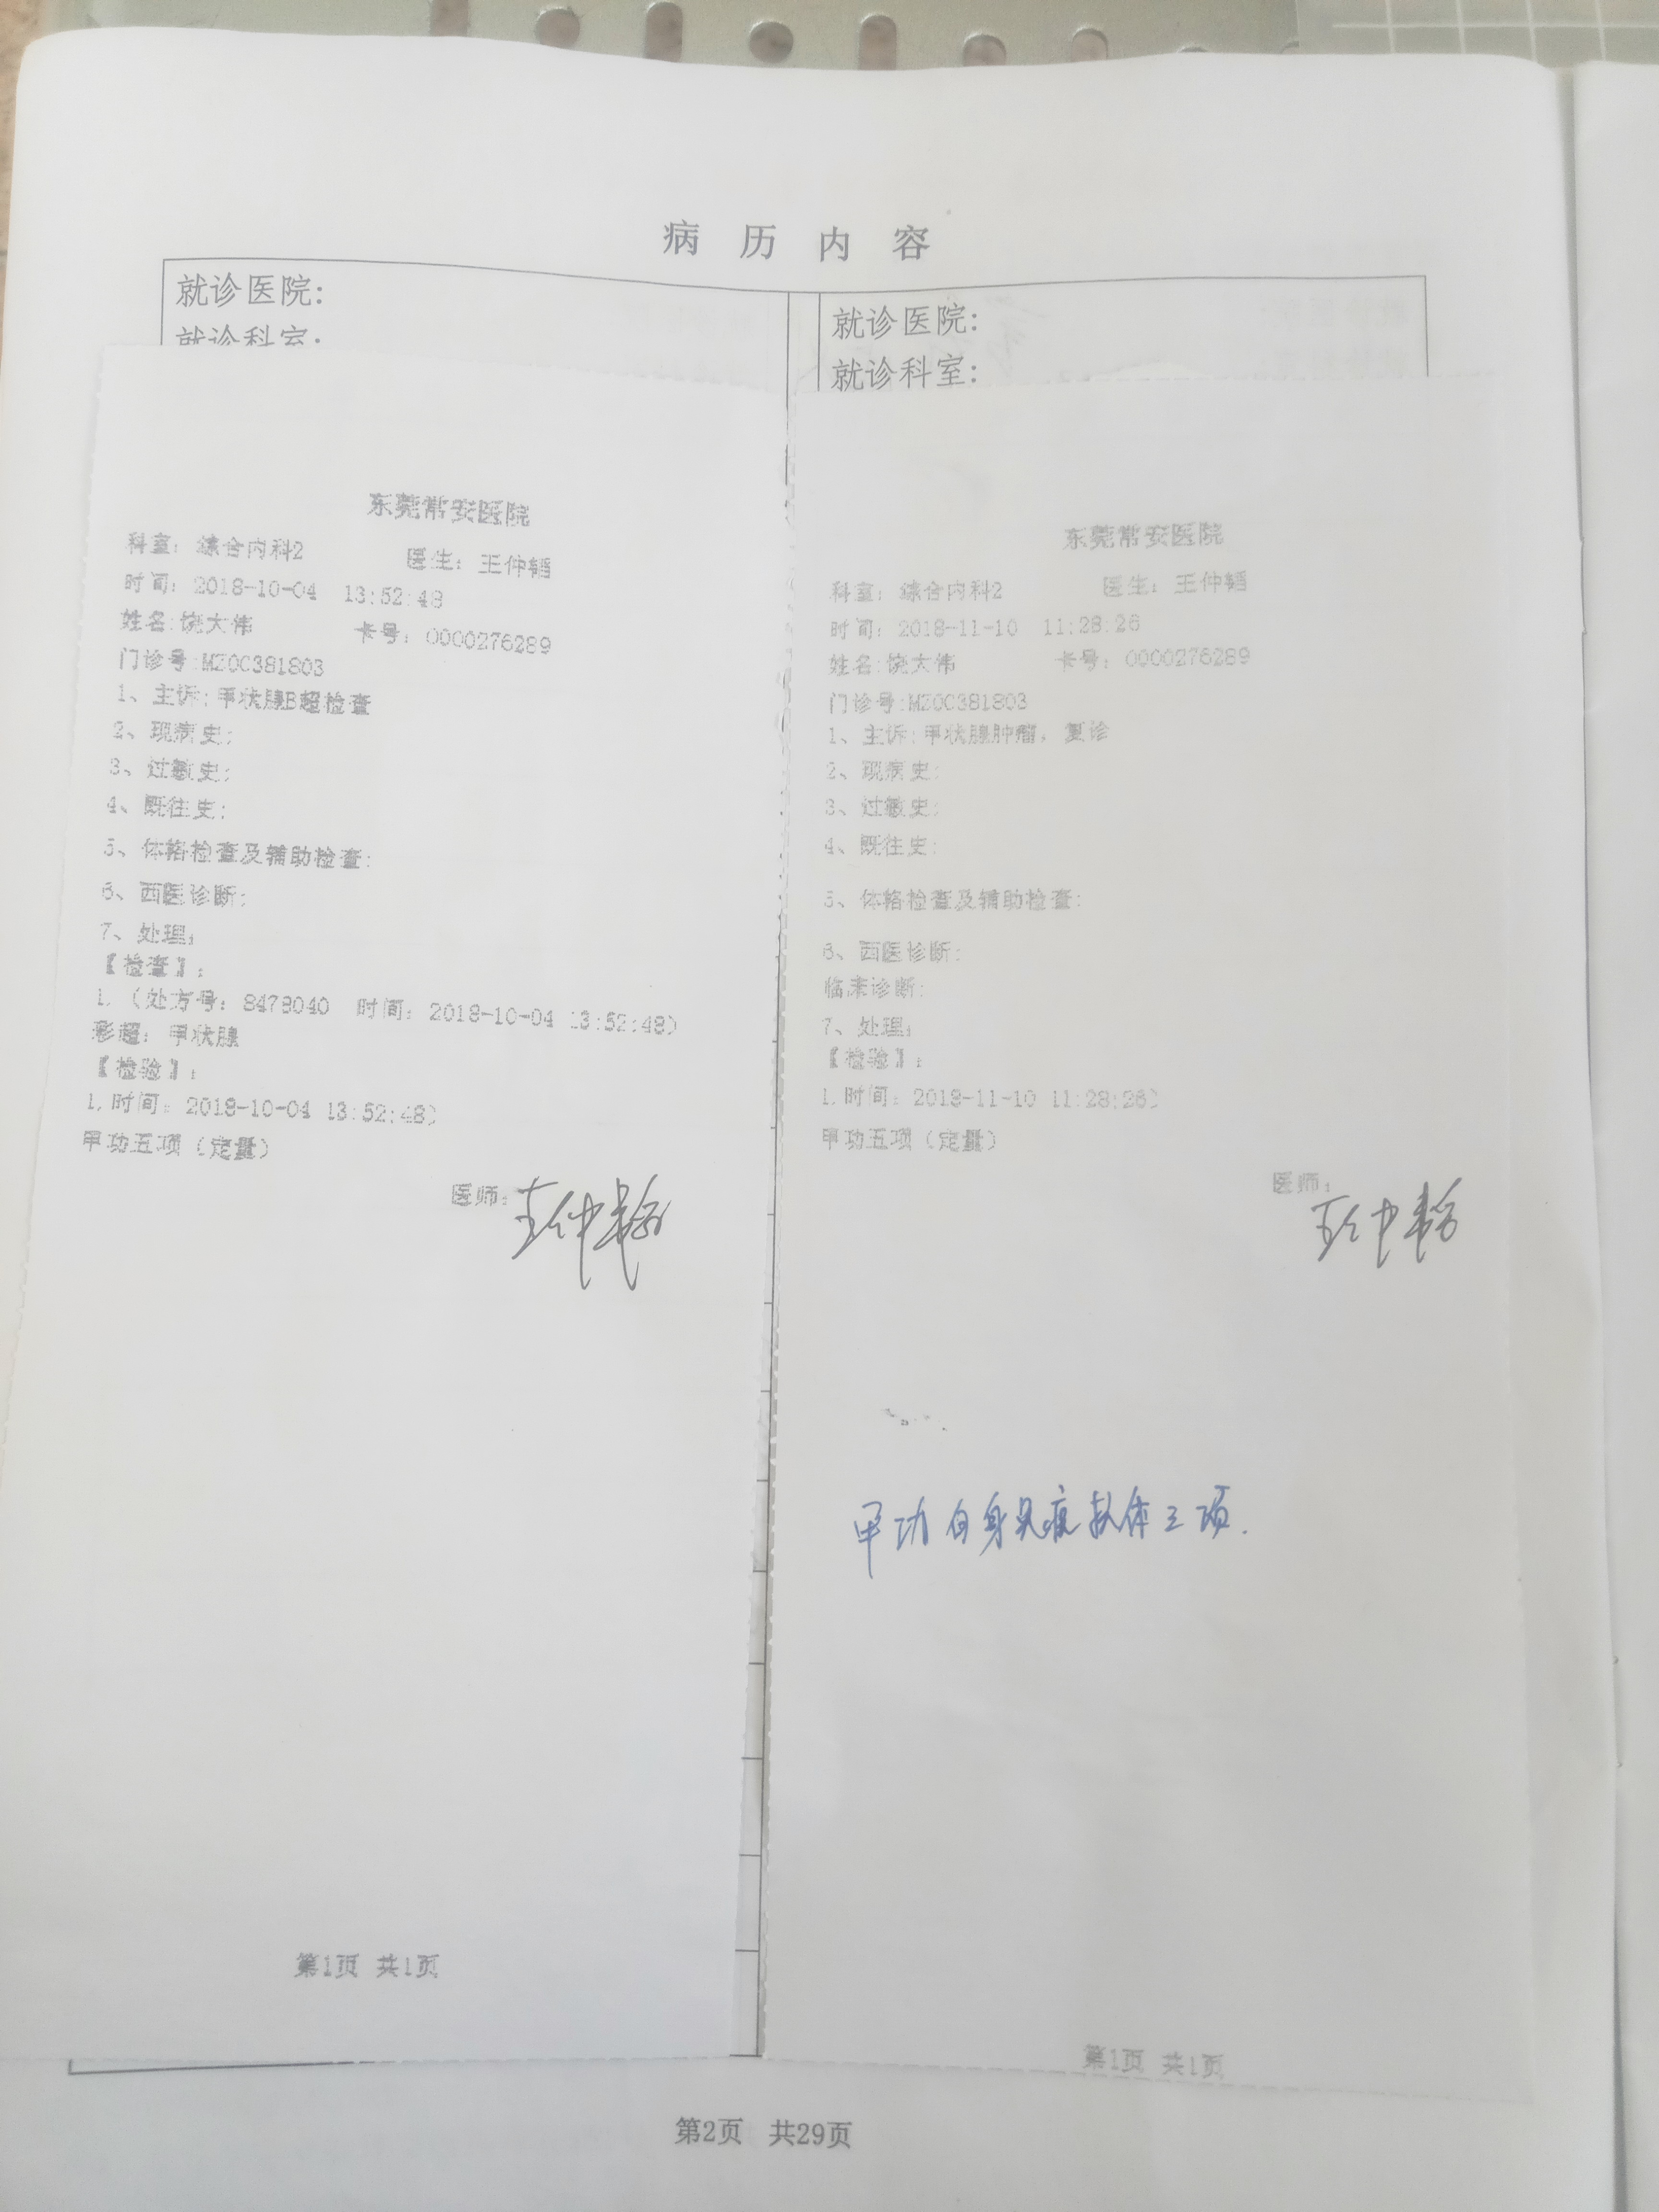 病 历 内 容
就诊医院:
就诊科室:
东莞常安医院
科室: 综合内科2 医生: 王仲韬
时间: 2018-10-04 13:52:48
姓名:饶大伟 卡号: 0000276289
门诊号:MZ00381803
1、主诉:甲状腺B超检查
2、现病史:
3、过敏史:
4、既往史:
5、体格检查及辅助检查:
6、西医诊断:
7、处理:
【检查】:
1.（处方号: 8478040 时间: 2018-10-04 13:52:48）
彩超: 甲状腺
【检验】:
1.时间: 2018-10-04 13:52:48）
甲功五项（定量）
医师: 王仲韬
第1页 共1页
就诊医院:
就诊科室:
东莞常安医院
科室: 综合内科2 医生: 王仲韬
时间: 2018-11-10 11:28:26
姓名:饶大伟 卡号: 0000276289
门诊号:MZ00381803
1、主诉:甲状腺肿瘤，复诊
2、现病史:
3、过敏史:
4、既往史:
5、体格检查及辅助检查:
6、西医诊断:
临床诊断:
7、处理:
【检验】:
1.时间: 2018-11-10 11:28:26）
甲功五项（定量）
医师: 王仲韬
甲功自身免疫抗体三项.
第1页 共1页
第2页 共29页